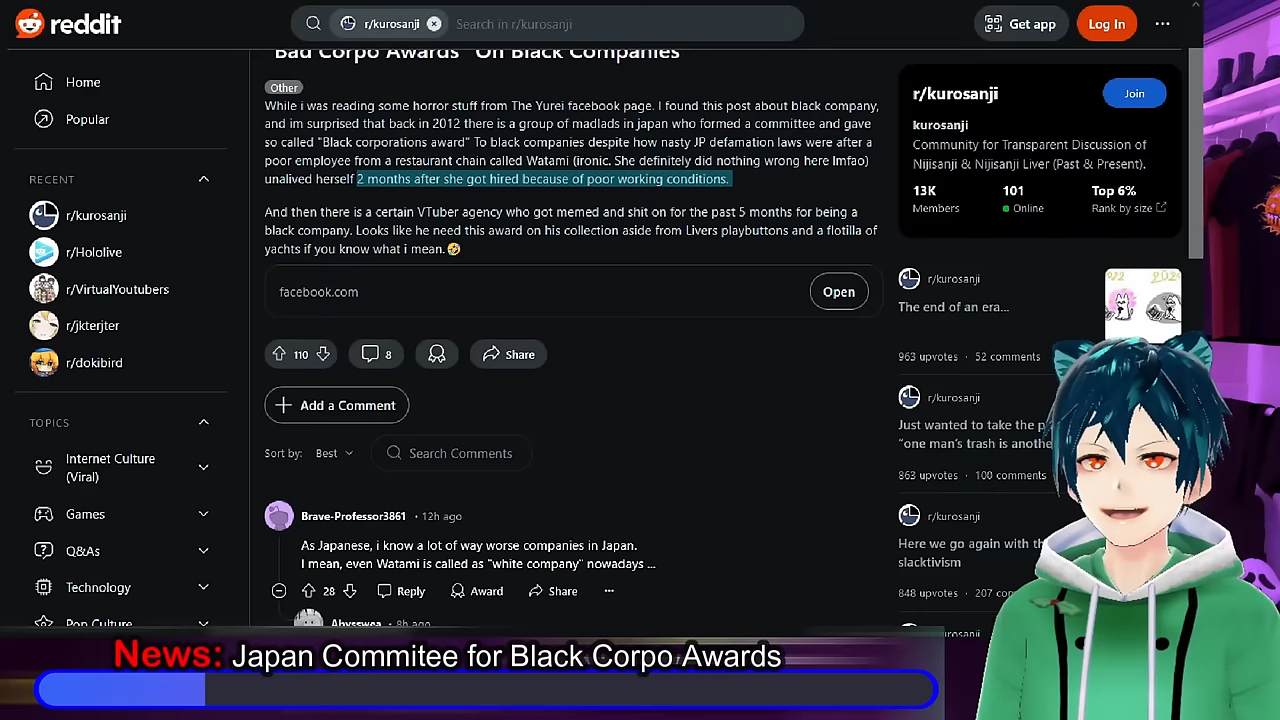 reddit
r/kurosanji
Search in r/kurosanji
Get app
Log In
Home
Popular
RECENT
r/kurosanji
r/Hololive
r/VirtualYoutubers
r/jkterjter
r/dokibird
TOPICS
Internet Culture
(Viral)
Games
Q&As
Technology
Pop Culture
"Bad Corpo Awards" On Black Companies
Other
While i was reading some horror stuff from The Yurei facebook page. I found this post about black company,
and im surprised that back in 2012 there is a group of madlads in japan who formed a committee and gave
so called "Black corporations award" To black companies despite how nasty JP defamation laws were after a
poor employee from a restaurant chain called Watami (ironic. She definitely did nothing wrong here lmfao)
unalived herself 2 months after she got hired because of poor working conditions.
And then there is a certain VTuber agency who got memed and shit on for the past 5 months for being a
black company. Looks like he need this award on his collection aside from Livers playbuttons and a flotilla of
yachts if you know what i mean.🤣
facebook.com
Open
110
8
Share
Add a Comment
Sort by:
Best
Search Comments
Brave-Professor3861 • 12h ago
As Japanese, i know a lot of way worse companies in Japan.
I mean, even Watami is called as "white company" nowadays ...
28
Reply
Award
Share
Abysswea • 8h ago
r/kurosanji
Join
kurosanji
Community for Transparent Discussion of
Nijisanji & Nijisanji Liver (Past & Present).
13K
101
Top 6%
Members
Online
Rank by size
r/kurosanji
The end of an era...
963 upvotes · 52 comments
r/kurosanji
Just wanted to take the p
"one man's trash is anothe
863 upvotes · 100 comments
r/kurosanji
Here we go again with th
slacktivism
848 upvotes · 207 com
r/kurosanji
News: Japan Commitee for Black Corpo Awards